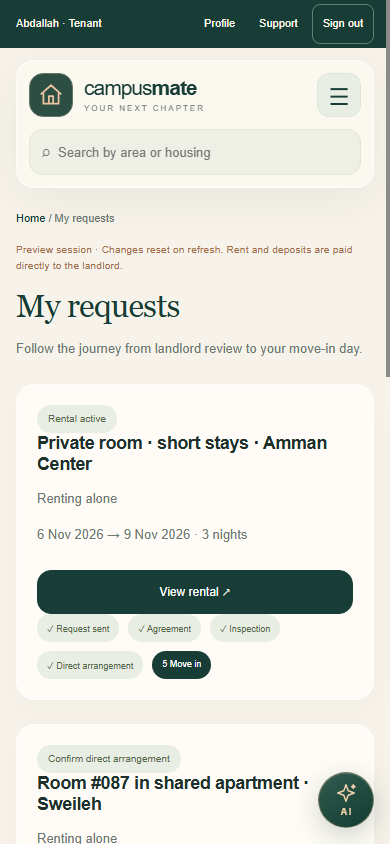 Abdallah · Tenant
Profile
Support
Sign out
campusmate
YOUR NEXT CHAPTER
Search by area or housing
Home / My requests
Preview session · Changes reset on refresh. Rent and deposits are paid
directly to the landlord.
My requests
Follow the journey from landlord review to your move-in day.
Rental active
Private room · short stays · Amman
Center
Renting alone
6 Nov 2026 → 9 Nov 2026 · 3 nights
View rental ↗
✓ Request sent
✓ Agreement
✓ Inspection
✓ Direct arrangement
5 Move in
Confirm direct arrangement
Room #087 in shared apartment ·
Sweileh
AI
Renting alone